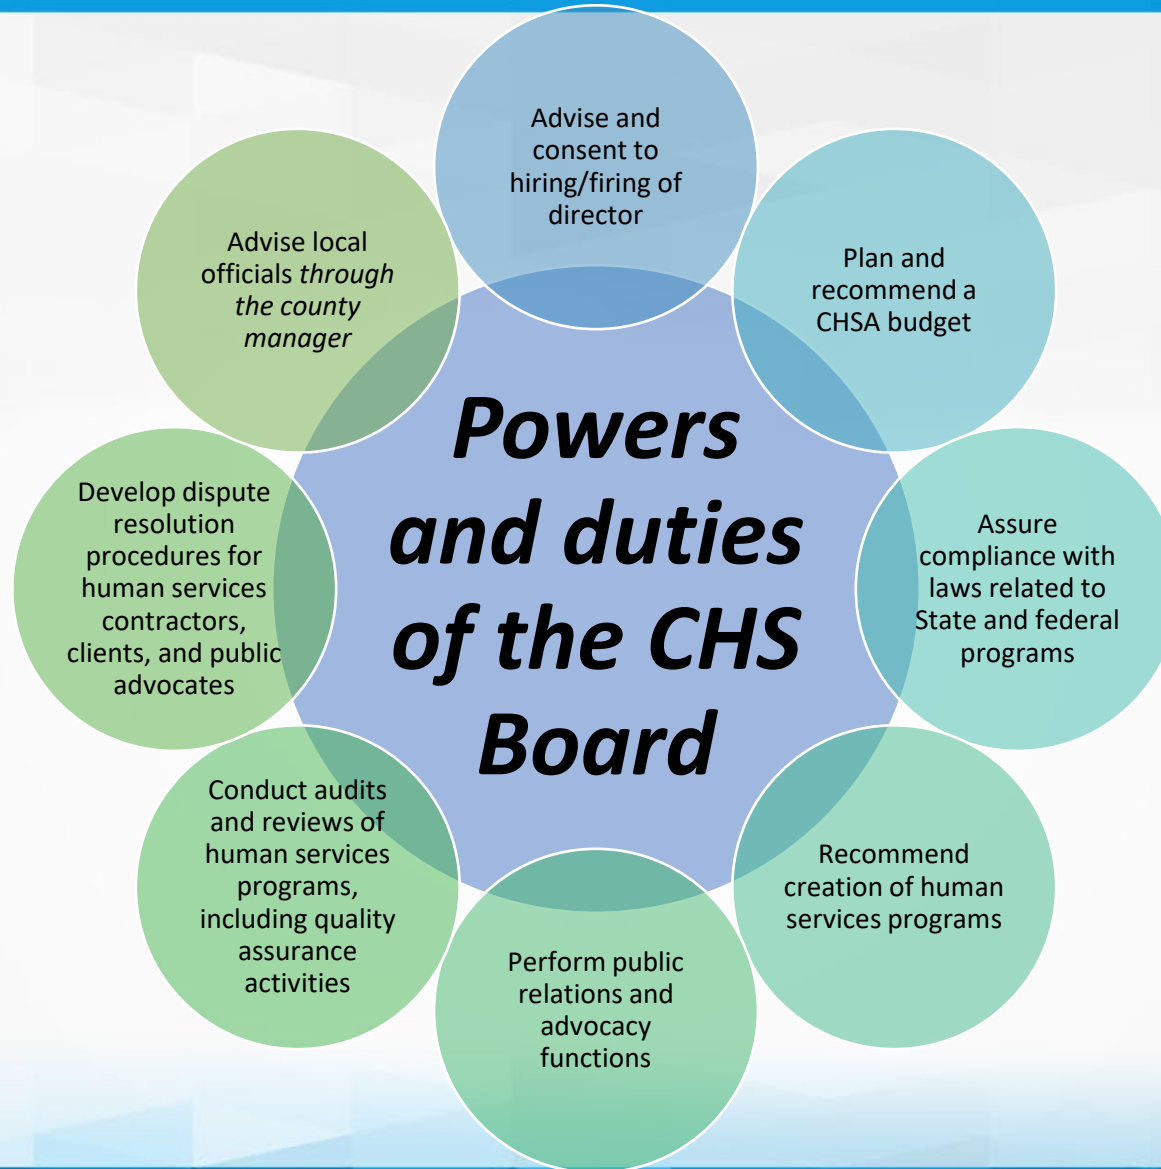 Advise and
consent to
hiring/firing of
director
Plan and
recommend a
CHSA budget
Assure
compliance with
laws related to
State and federal
programs
Recommend
creation of human
services programs
Perform public
relations and
advocacy
functions
Conduct audits
and reviews of
human services
programs,
including quality
assurance
activities
Develop dispute
resolution
procedures for
human services
contractors,
clients, and public
advocates
Advise local
officials through
the county
manager
Powers
and duties
of the CHS
Board